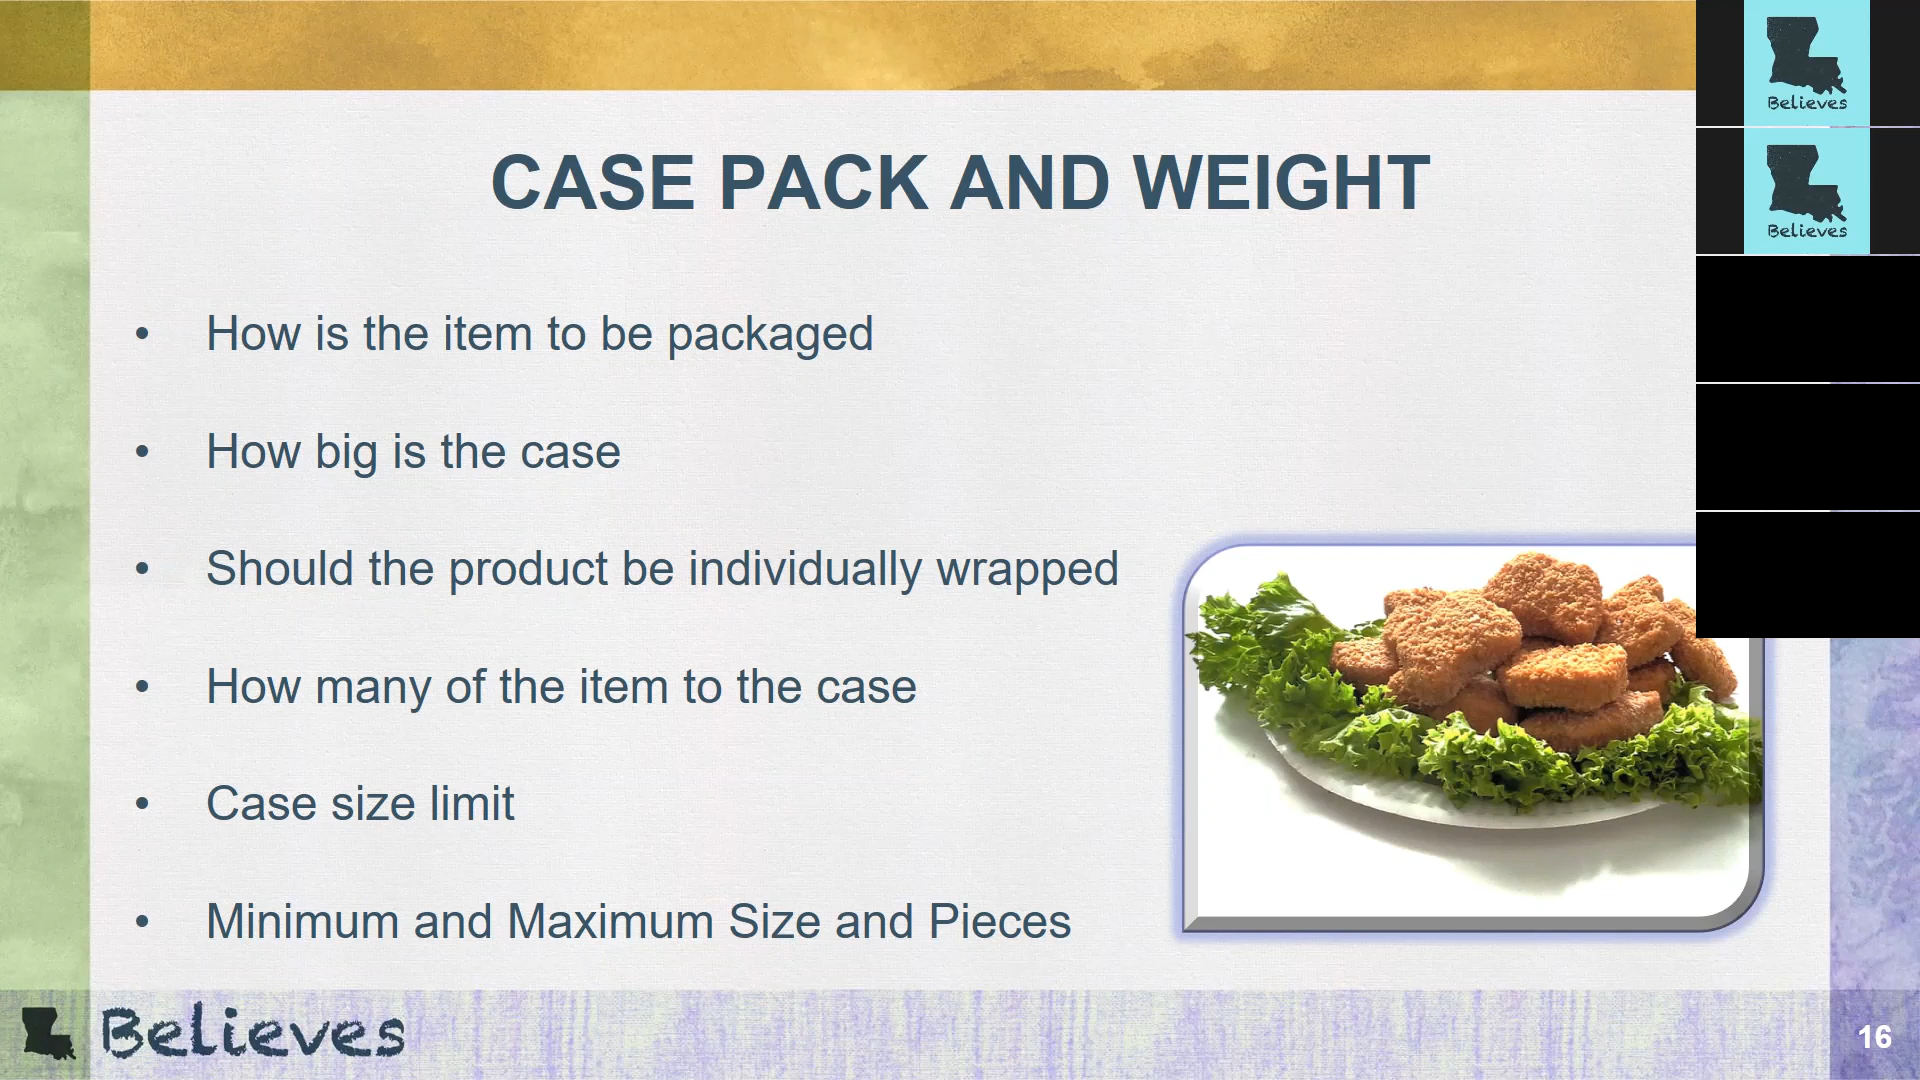 CASE PACK AND WEIGHT
• How is the item to be packaged
• How big is the case
• Should the product be individually wrapped
• How many of the item to the case
• Case size limit
• Minimum and Maximum Size and Pieces
Believes
16
Believes
Believes